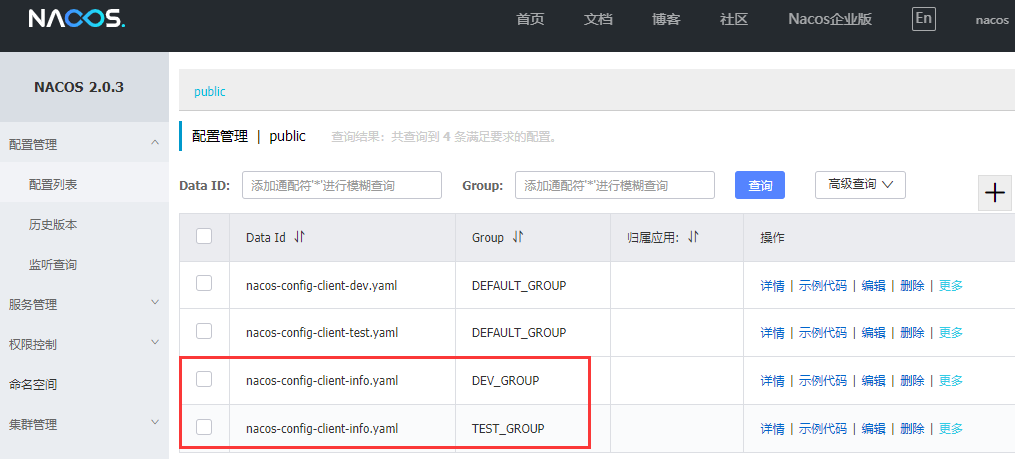 NACOS.
首页 文档 博客 社区 Nacos企业版 En nacos
NACOS 2.0.3
public
配置管理
配置管理 | public 查询结果：共查询到 4 条满足要求的配置。
配置列表
Data ID: 添加通配符'*'进行模糊查询 Group: 添加通配符'*'进行模糊查询 查询 高级查询
历史版本
Data Id Group 归属应用: 操作
监听查询
nacos-config-client-dev.yaml DEFAULT_GROUP 详情 | 示例代码 | 编辑 | 删除 | 更多
服务管理
nacos-config-client-test.yaml DEFAULT_GROUP 详情 | 示例代码 | 编辑 | 删除 | 更多
权限控制
nacos-config-client-info.yaml DEV_GROUP 详情 | 示例代码 | 编辑 | 删除 | 更多
命名空间
nacos-config-client-info.yaml TEST_GROUP 详情 | 示例代码 | 编辑 | 删除 | 更多
集群管理